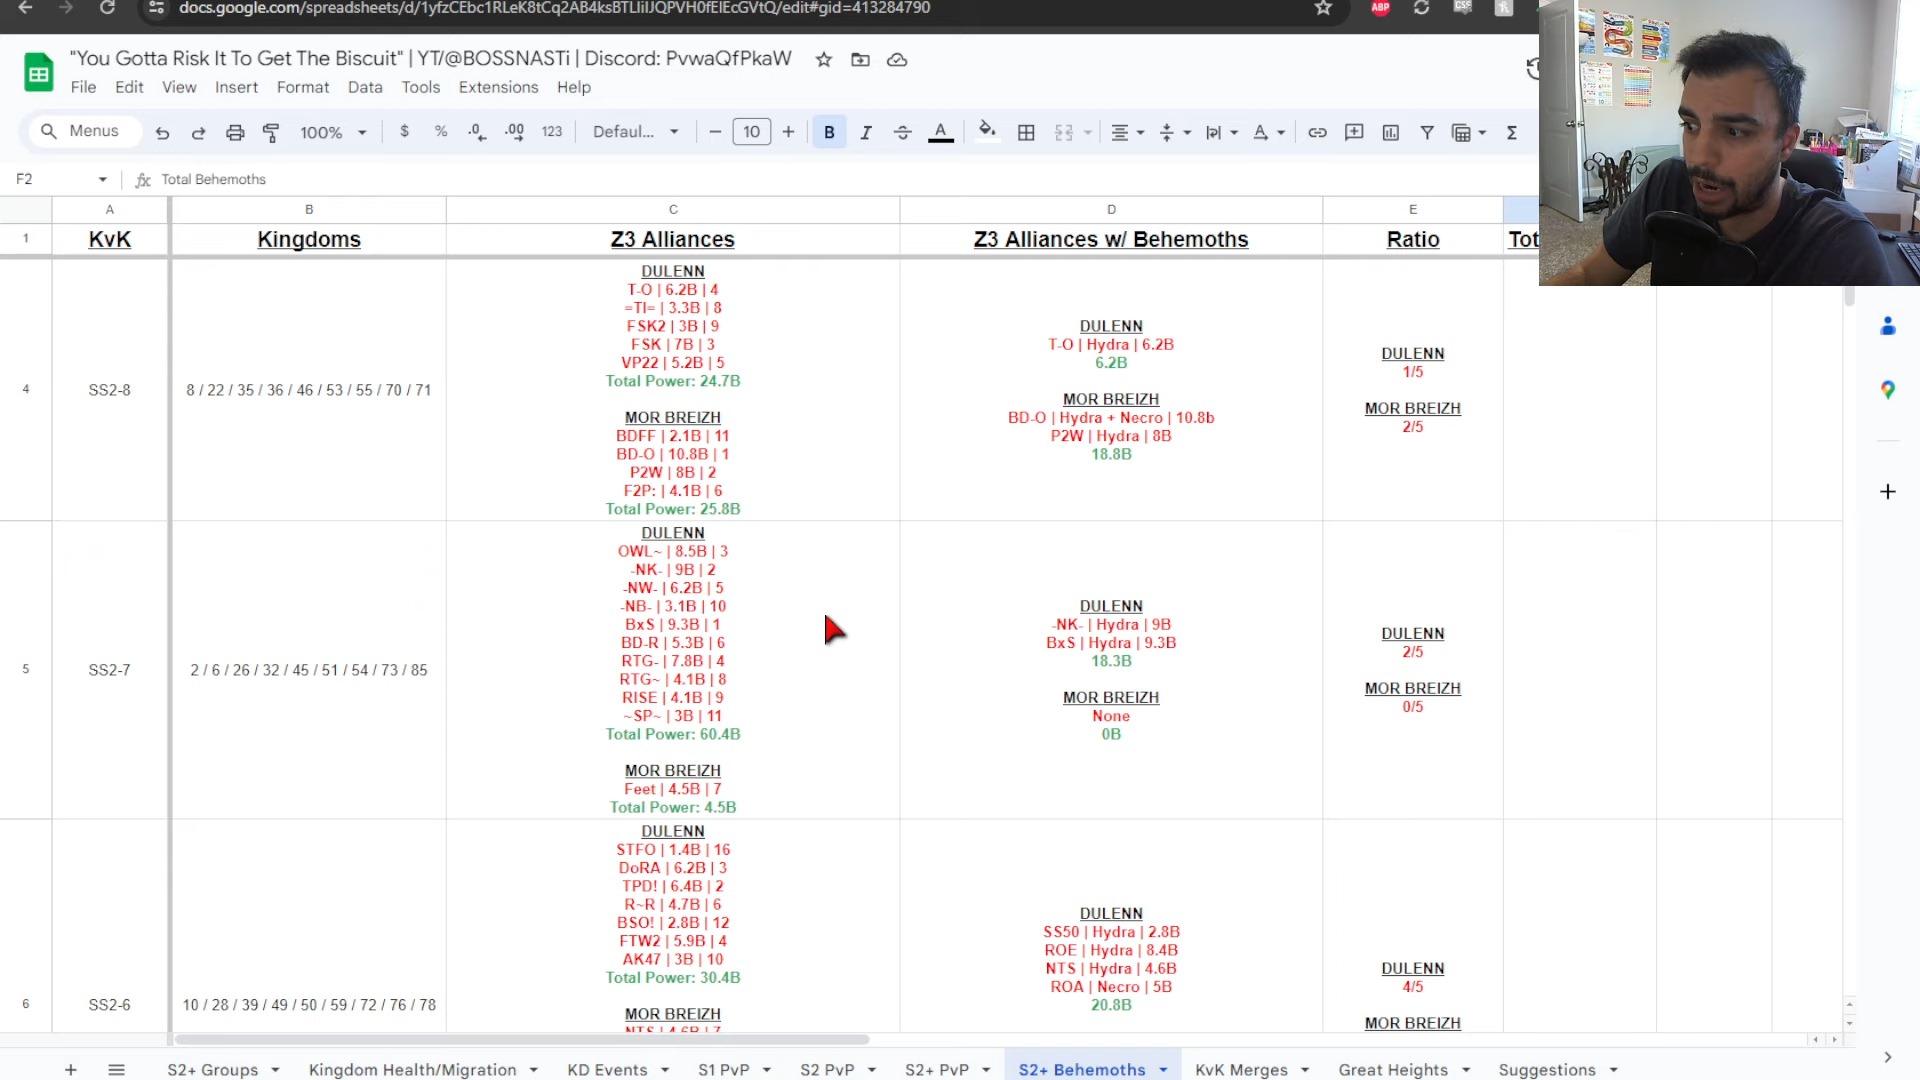 docs.google.com/spreadsheets/d/1yfzCEbc1RLeK8tCq2AB4ksBTLiIIJQPVH0fEIEcGVtQ/edit#gid=413284790
"You Gotta Risk It To Get The Biscuit" | YT/@BOSSNASTi | Discord: PvwaQfPkaW
File Edit View Insert Format Data Tools Extensions Help
Menus 100% $ % .0 .00 123 Defaul... 10 B I A
F2 fx Total Behemoths
A B C D E
1 KvK Kingdoms Z3 Alliances Z3 Alliances w/ Behemoths Ratio
4 SS2-8 8 / 22 / 35 / 36 / 46 / 53 / 55 / 70 / 71
DULENN
T-O | 6.2B | 4
=TI= | 3.3B | 8
FSK2 | 3B | 9
FSK | 7B | 3
VP22 | 5.2B | 5
Total Power: 24.7B
MOR BREIZH
BDFF | 2.1B | 11
BD-O | 10.8B | 1
P2W | 8B | 2
F2P: | 4.1B | 6
Total Power: 25.8B
DULENN
T-O | Hydra | 6.2B
6.2B
MOR BREIZH
BD-O | Hydra + Necro | 10.8b
P2W | Hydra | 8B
18.8B
DULENN
1/5
MOR BREIZH
2/5
5 SS2-7 2 / 6 / 26 / 32 / 45 / 51 / 54 / 73 / 85
DULENN
OWL~ | 8.5B | 3
-NK- | 9B | 2
-NW- | 6.2B | 5
-NB- | 3.1B | 10
BxS | 9.3B | 1
BD-R | 5.3B | 6
RTG- | 7.8B | 4
RTG~ | 4.1B | 8
RISE | 4.1B | 9
~SP~ | 3B | 11
Total Power: 60.4B
MOR BREIZH
Feet | 4.5B | 7
Total Power: 4.5B
DULENN
-NK- | Hydra | 9B
BxS | Hydra | 9.3B
18.3B
MOR BREIZH
None
0B
DULENN
2/5
MOR BREIZH
0/5
6 SS2-6 10 / 28 / 39 / 49 / 50 / 59 / 72 / 76 / 78
DULENN
STFO | 1.4B | 16
DoRA | 6.2B | 3
TPD! | 6.4B | 2
R~R | 4.7B | 6
BSO! | 2.8B | 12
FTW2 | 5.9B | 4
AK47 | 3B | 10
Total Power: 30.4B
MOR BREIZH
NTS | 4.6B | 7
DULENN
SS50 | Hydra | 2.8B
ROE | Hydra | 8.4B
NTS | Hydra | 4.6B
ROA | Necro | 5B
20.8B
DULENN
4/5
MOR BREIZH
S2+ Groups Kingdom Health/Migration KD Events S1 PvP S2 PvP S2+ PvP S2+ Behemoths KvK Merges Great Heights Suggestions